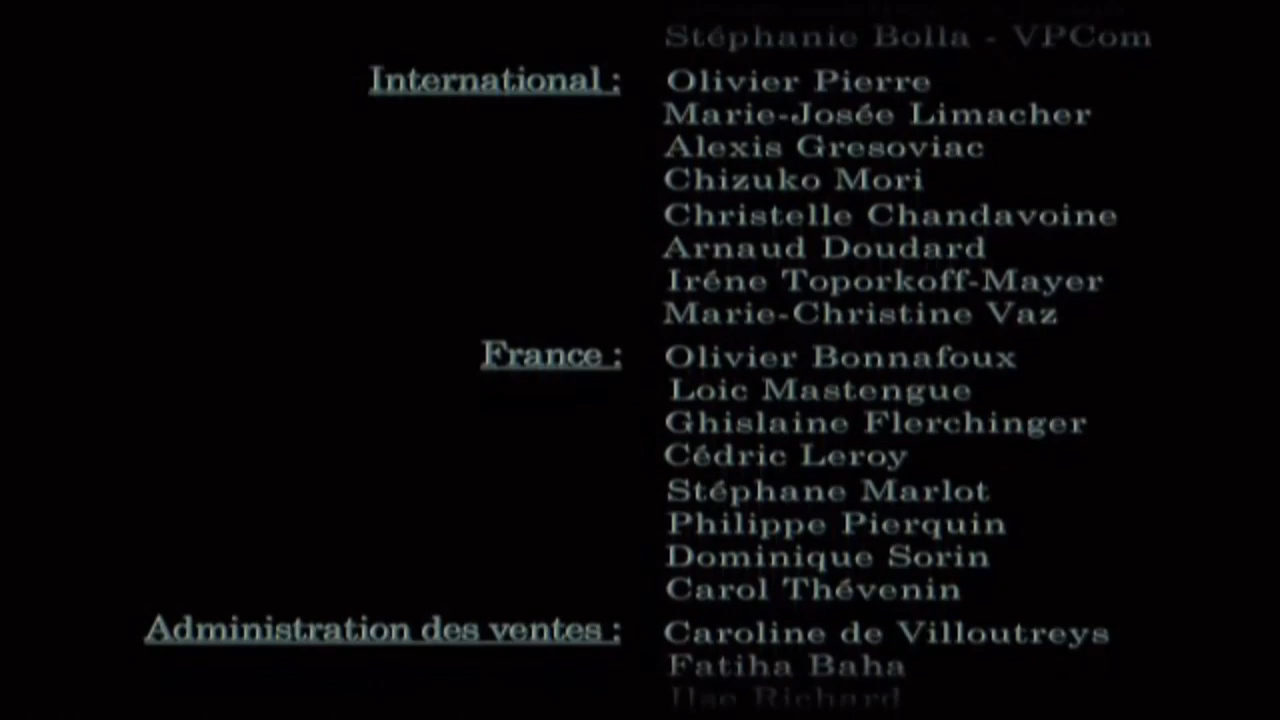 Stéphanie Bolla - VPCom
International : Olivier Pierre
Marie-Josée Limacher
Alexis Gresoviac
Chizuko Mori
Christelle Chandavoine
Arnaud Doudard
Iréne Toporkoff-Mayer
Marie-Christine Vaz
France : Olivier Bonnafoux
Loic Mastengue
Ghislaine Flerchinger
Cédric Leroy
Stéphane Marlot
Philippe Pierquin
Dominique Sorin
Carol Thévenin
Administration des ventes : Caroline de Villoutreys
Fatiha Baha
Ilse Richard